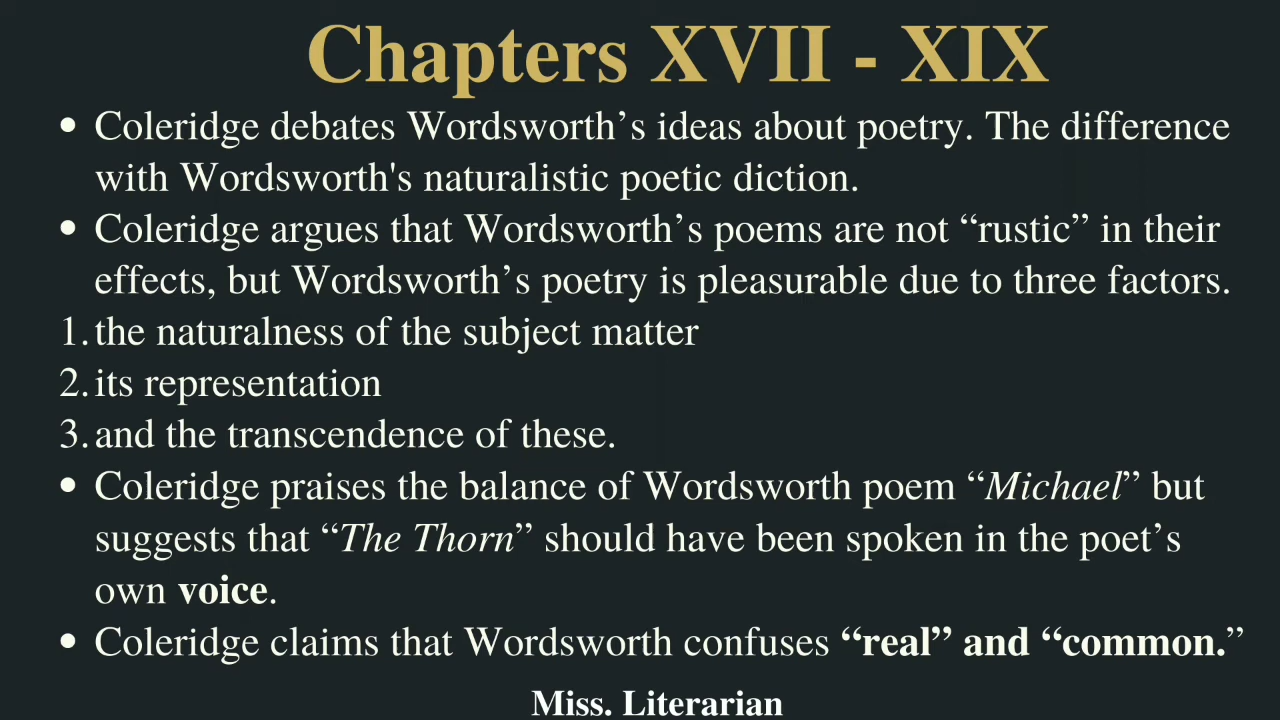 Chapters XVII - XIX
• Coleridge debates Wordsworth’s ideas about poetry. The difference
with Wordsworth's naturalistic poetic diction.
• Coleridge argues that Wordsworth’s poems are not “rustic” in their
effects, but Wordsworth’s poetry is pleasurable due to three factors.
1. the naturalness of the subject matter
2. its representation
3. and the transcendence of these.
• Coleridge praises the balance of Wordsworth poem “Michael” but
suggests that “The Thorn” should have been spoken in the poet’s
own voice.
• Coleridge claims that Wordsworth confuses “real” and “common.”
Miss. Literarian